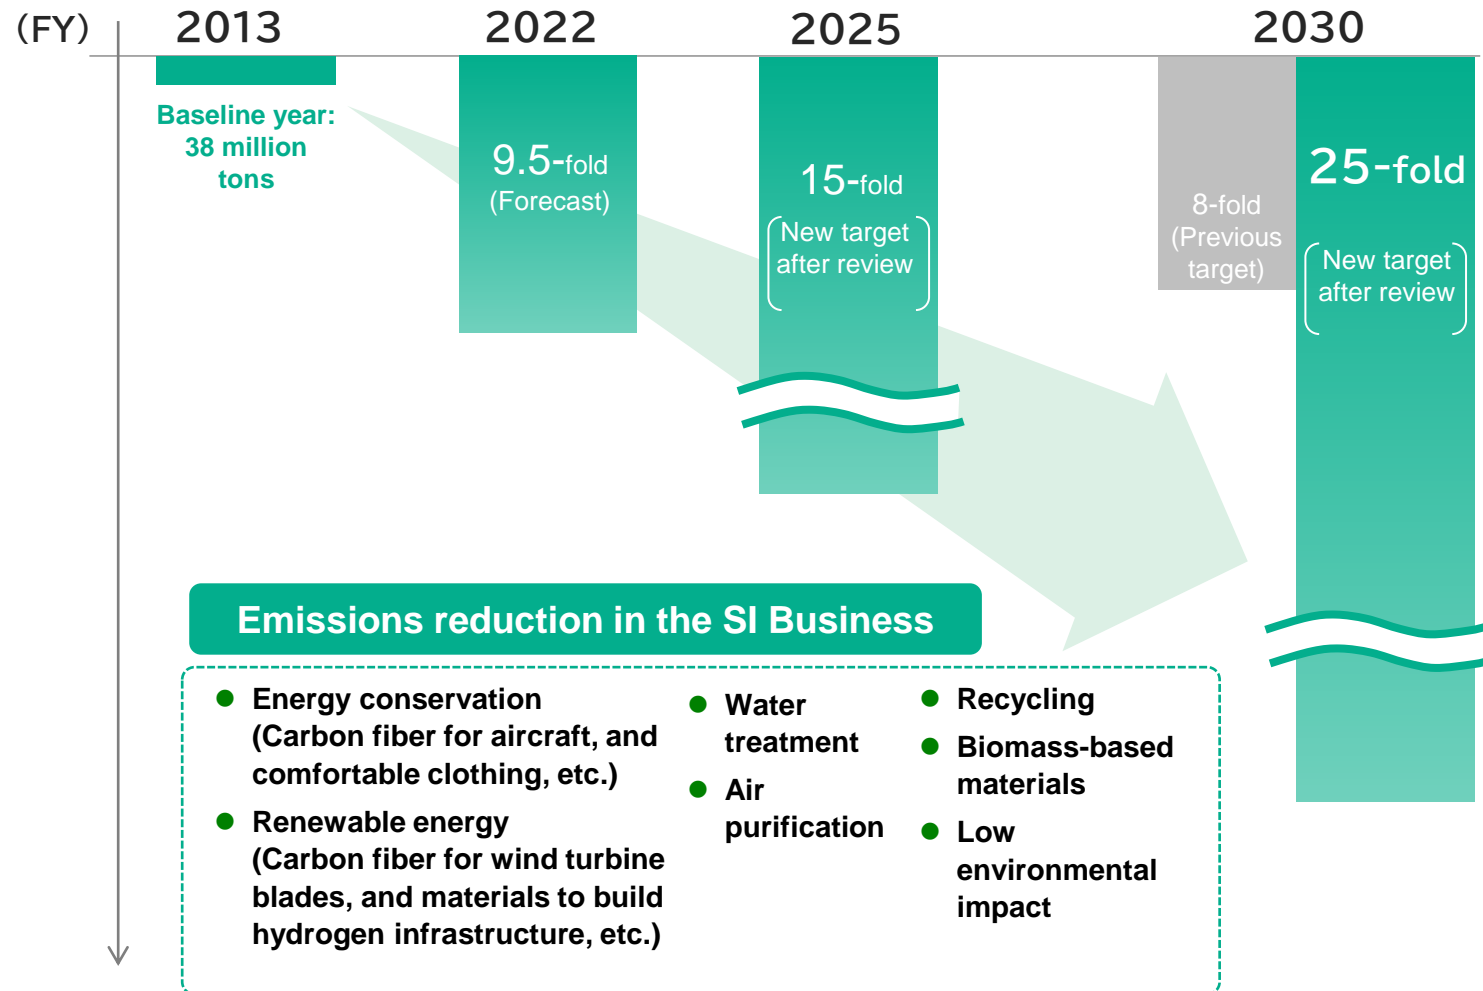 (FY)
2013
2022
2025
2030
Baseline year:
38 million
tons
9.5-fold
(Forecast)
15-fold
New target
after review
8-fold
(Previous
target)
25-fold
New target
after review
Emissions reduction in the SI Business
● Energy conservation
(Carbon fiber for aircraft, and
comfortable clothing, etc.)
● Renewable energy
(Carbon fiber for wind turbine
blades, and materials to build
hydrogen infrastructure, etc.)
● Water
treatment
● Air
purification
● Recycling
● Biomass-based
materials
● Low
environmental
impact